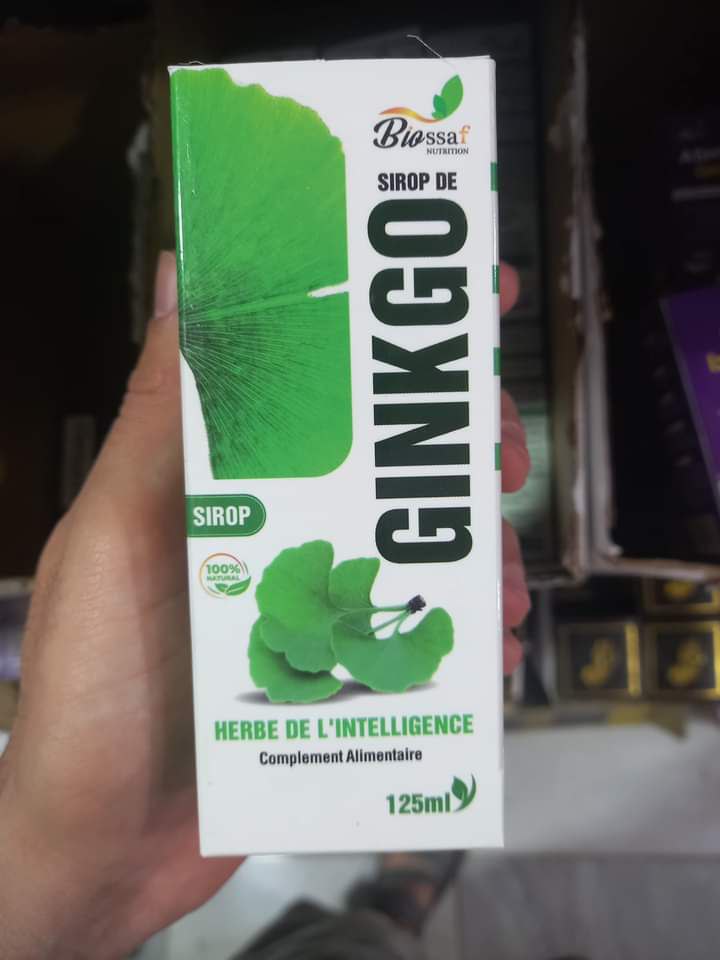 Biossaf
NUTRITION
SIROP DE
GINKGO
SIROP
100%
NATURAL
HERBE DE L'INTELLIGENCE
Complement Alimentaire
125ml